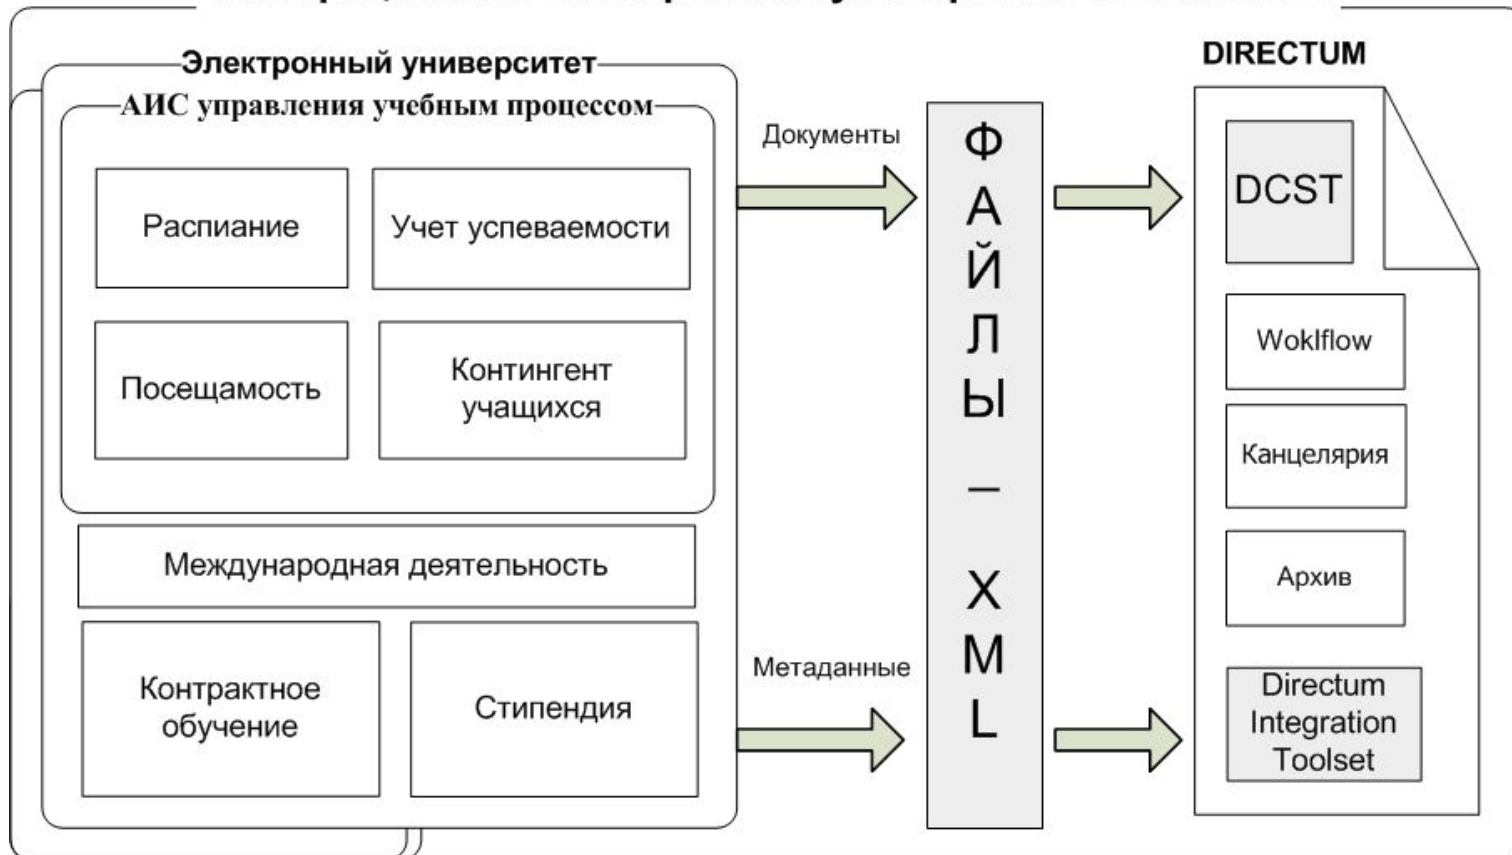 Электронный университет
АИС управления учебным процессом
Распиание
Учет успеваемости
Посещамость
Контингент
учащихся
Международная деятельность
Контрактное
обучение
Стипендия
Документы
Метаданные
Ф
А
Й
Л
Ы
_
X
M
L
DIRECTUM
DCST
Woklflow
Канцелярия
Архив
Directum
Integration
Toolset